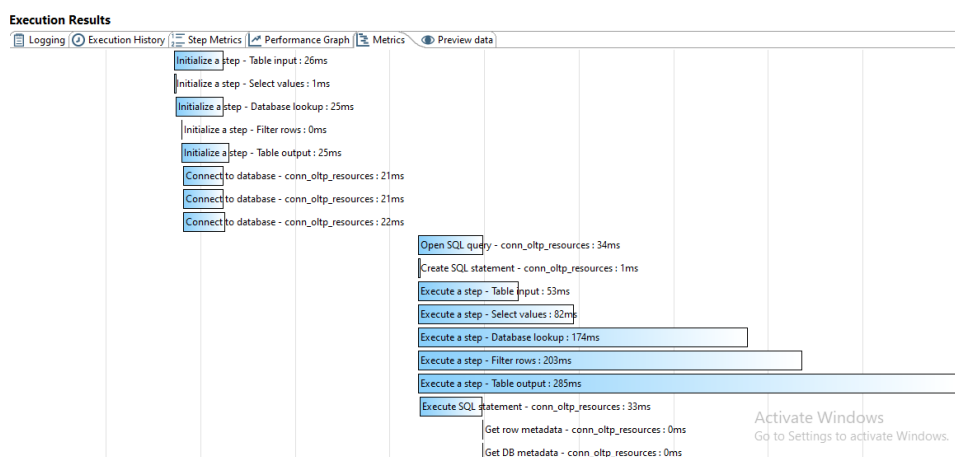 Execution Results
Logging Execution History Step Metrics Performance Graph Metrics Preview data
Initialize a step - Table input : 26ms
Initialize a step - Select values : 1ms
Initialize a step - Database lookup : 25ms
Initialize a step - Filter rows : 0ms
Initialize a step - Table output : 25ms
Connect to database - conn_oltp_resources : 21ms
Connect to database - conn_oltp_resources : 21ms
Connect to database - conn_oltp_resources : 22ms
Open SQL query - conn_oltp_resources : 34ms
Create SQL statement - conn_oltp_resources : 1ms
Execute a step - Table input : 53ms
Execute a step - Select values : 82ms
Execute a step - Database lookup : 174ms
Execute a step - Filter rows : 203ms
Execute a step - Table output : 285ms
Execute SQL statement - conn_oltp_resources : 33ms
Get row metadata - conn_oltp_resources : 0ms
Get DB metadata - conn_oltp_resources : 0ms
Activate Windows
Go to Settings to activate Windows.